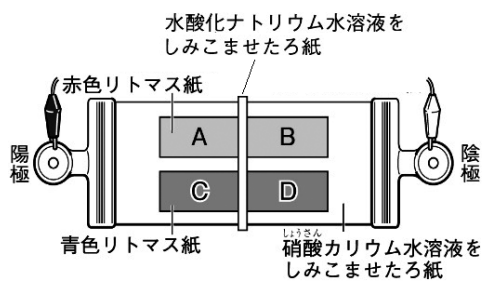 水酸化ナトリウム水溶液を
しみこませたろ紙
赤色リトマス紙
A
B
陽極
陰極
C
D
青色リトマス紙
しょうさん
硝酸カリウム水溶液を
しみこませたろ紙